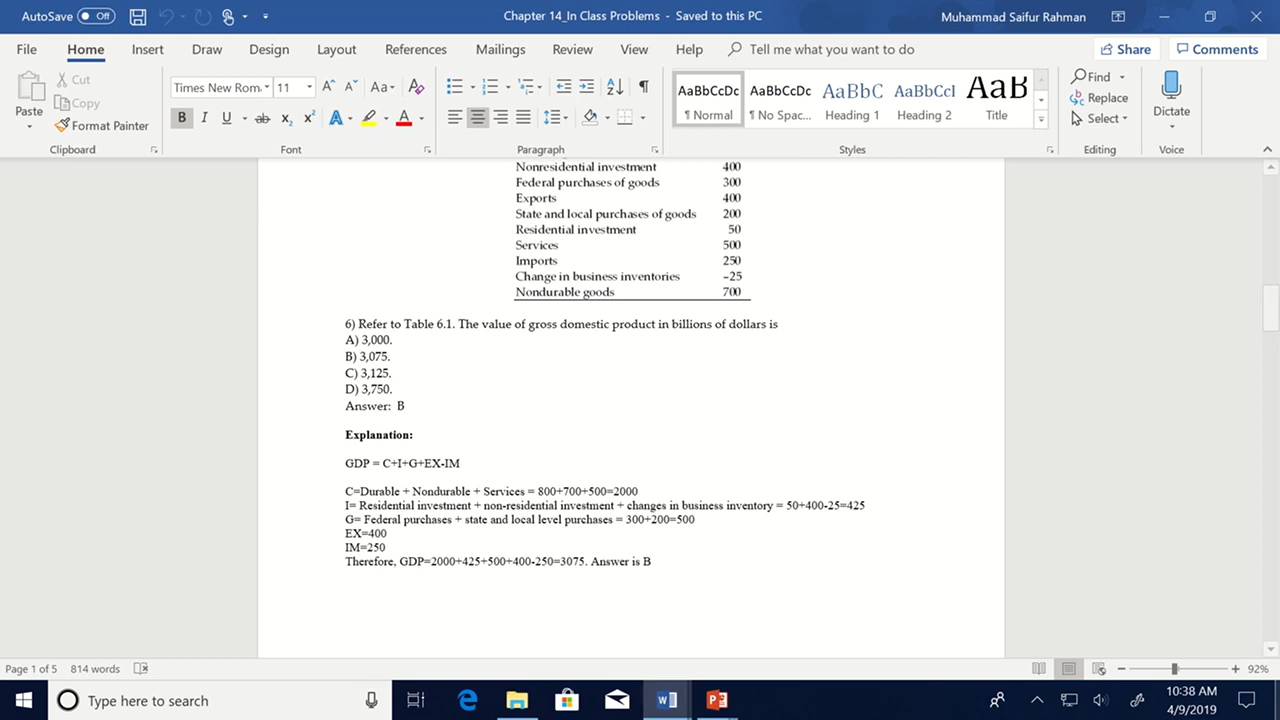 AutoSave Off
Chapter 14_In Class Problems - Saved to this PC
Muhammad Saifur Rahman
File Home Insert Draw Design Layout References Mailings Review View Help Tell me what you want to do Share Comments
Paste
Cut
Copy
Format Painter
Clipboard
Times New Rom 11
Font
Paragraph
AaBbCcDc AaBbCcDc AaBbC AaBbCcI AaB
¶ Normal ¶ No Spac... Heading 1 Heading 2 Title
Styles
Find
Replace
Select
Editing
Dictate
Voice
Nonresidential investment 400
Federal purchases of goods 300
Exports 400
State and local purchases of goods 200
Residential investment 50
Services 500
Imports 250
Change in business inventories -25
Nondurable goods 700
6) Refer to Table 6.1. The value of gross domestic product in billions of dollars is
A) 3,000.
B) 3,075.
C) 3,125.
D) 3,750.
Answer: B
Explanation:
GDP = C+I+G+EX-IM
C=Durable + Nondurable + Services = 800+700+500=2000
I= Residential investment + non-residential investment + changes in business inventory = 50+400-25=425
G= Federal purchases + state and local level purchases = 300+200=500
EX=400
IM=250
Therefore, GDP=2000+425+500+400-250=3075. Answer is B
Page 1 of 5 814 words
92%
Type here to search
10:38 AM
4/9/2019